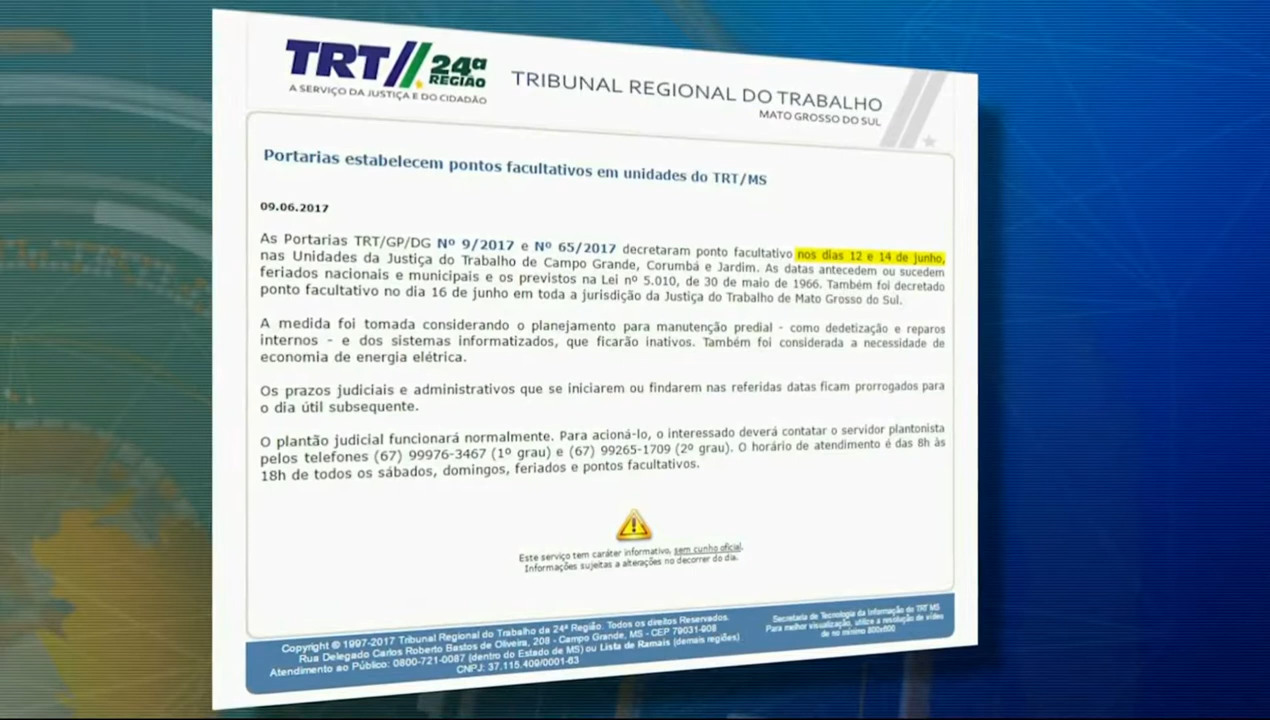 TRT// 24ª REGIÃO
A SERVIÇO DA JUSTIÇA E DO CIDADÃO
TRIBUNAL REGIONAL DO TRABALHO
MATO GROSSO DO SUL
Portarias estabelecem pontos facultativos em unidades do TRT/MS
09.06.2017
As Portarias TRT/GP/DG Nº 9/2017 e Nº 65/2017 decretaram ponto facultativo nos dias 12 e 14 de junho,
nas Unidades da Justiça do Trabalho de Campo Grande, Corumbá e Jardim. As datas antecedem ou sucedem
feriados nacionais e municipais e os previstos na Lei nº 5.010, de 30 de maio de 1966. Também foi decretado
ponto facultativo no dia 16 de junho em toda a jurisdição da Justiça do Trabalho de Mato Grosso do Sul.
A medida foi tomada considerando o planejamento para manutenção predial - como dedetização e reparos
internos - e dos sistemas informatizados, que ficarão inativos. Também foi considerada a necessidade de
economia de energia elétrica.
Os prazos judiciais e administrativos que se iniciarem ou findarem nas referidas datas ficam prorrogados para
o dia útil subsequente.
O plantão judicial funcionará normalmente. Para acioná-lo, o interessado deverá contatar o servidor plantonista
pelos telefones (67) 99976-3467 (1º grau) e (67) 99265-1709 (2º grau). O horário de atendimento é das 8h às
18h de todos os sábados, domingos, feriados e pontos facultativos.
Este serviço tem caráter informativo, sem cunho oficial.
Informações sujeitas a alterações no decorrer do dia.
Copyright © 1997-2017 Tribunal Regional do Trabalho da 24ª Região. Todos os direitos Reservados.
Rua Delegado Carlos Roberto Bastos de Oliveira, 208 - Campo Grande, MS - CEP 79031-908
Atendimento ao Público: 0800-721-0087 (dentro do Estado de MS) ou Lista de Ramais (demais regiões)
CNPJ: 37.115.409/0001-63
Secretaria de Tecnologia da Informação do TRT MS
Para melhor visualização, utilize a resolução de vídeo
de no mínimo 800x600